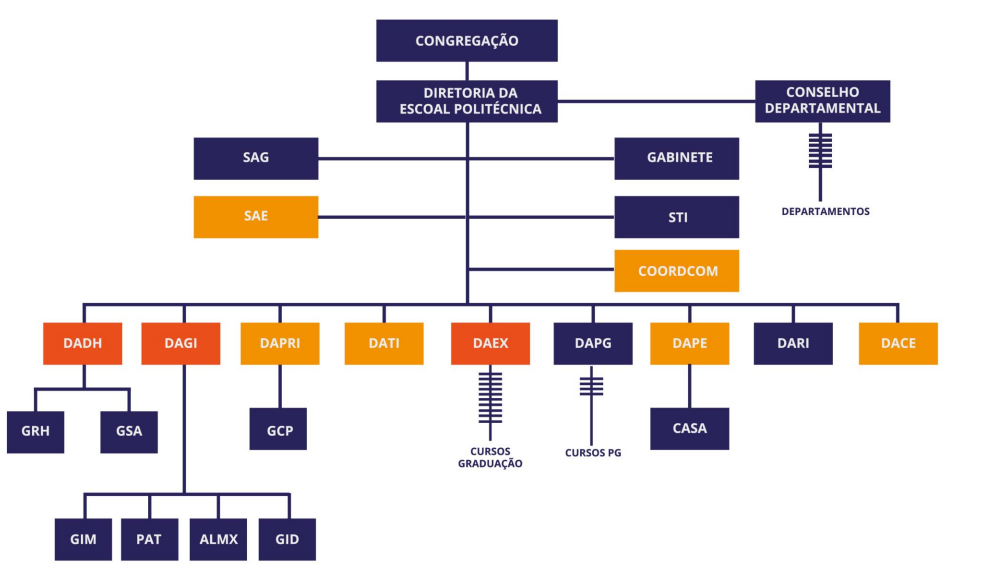 CONGREGAÇÃO
DIRETORIA DA
ESCOAL POLITÉCNICA
CONSELHO
DEPARTAMENTAL
SAG
GABINETE
DEPARTAMENTOS
SAE
STI
COORDCOM
DADH
DAGI
DAPRI
DATI
DAEX
DAPG
DAPE
DARI
DACE
GRH
GSA
GCP
CURSOS
GRADUAÇÃO
CURSOS PG
CASA
GIM
PAT
ALMX
GID